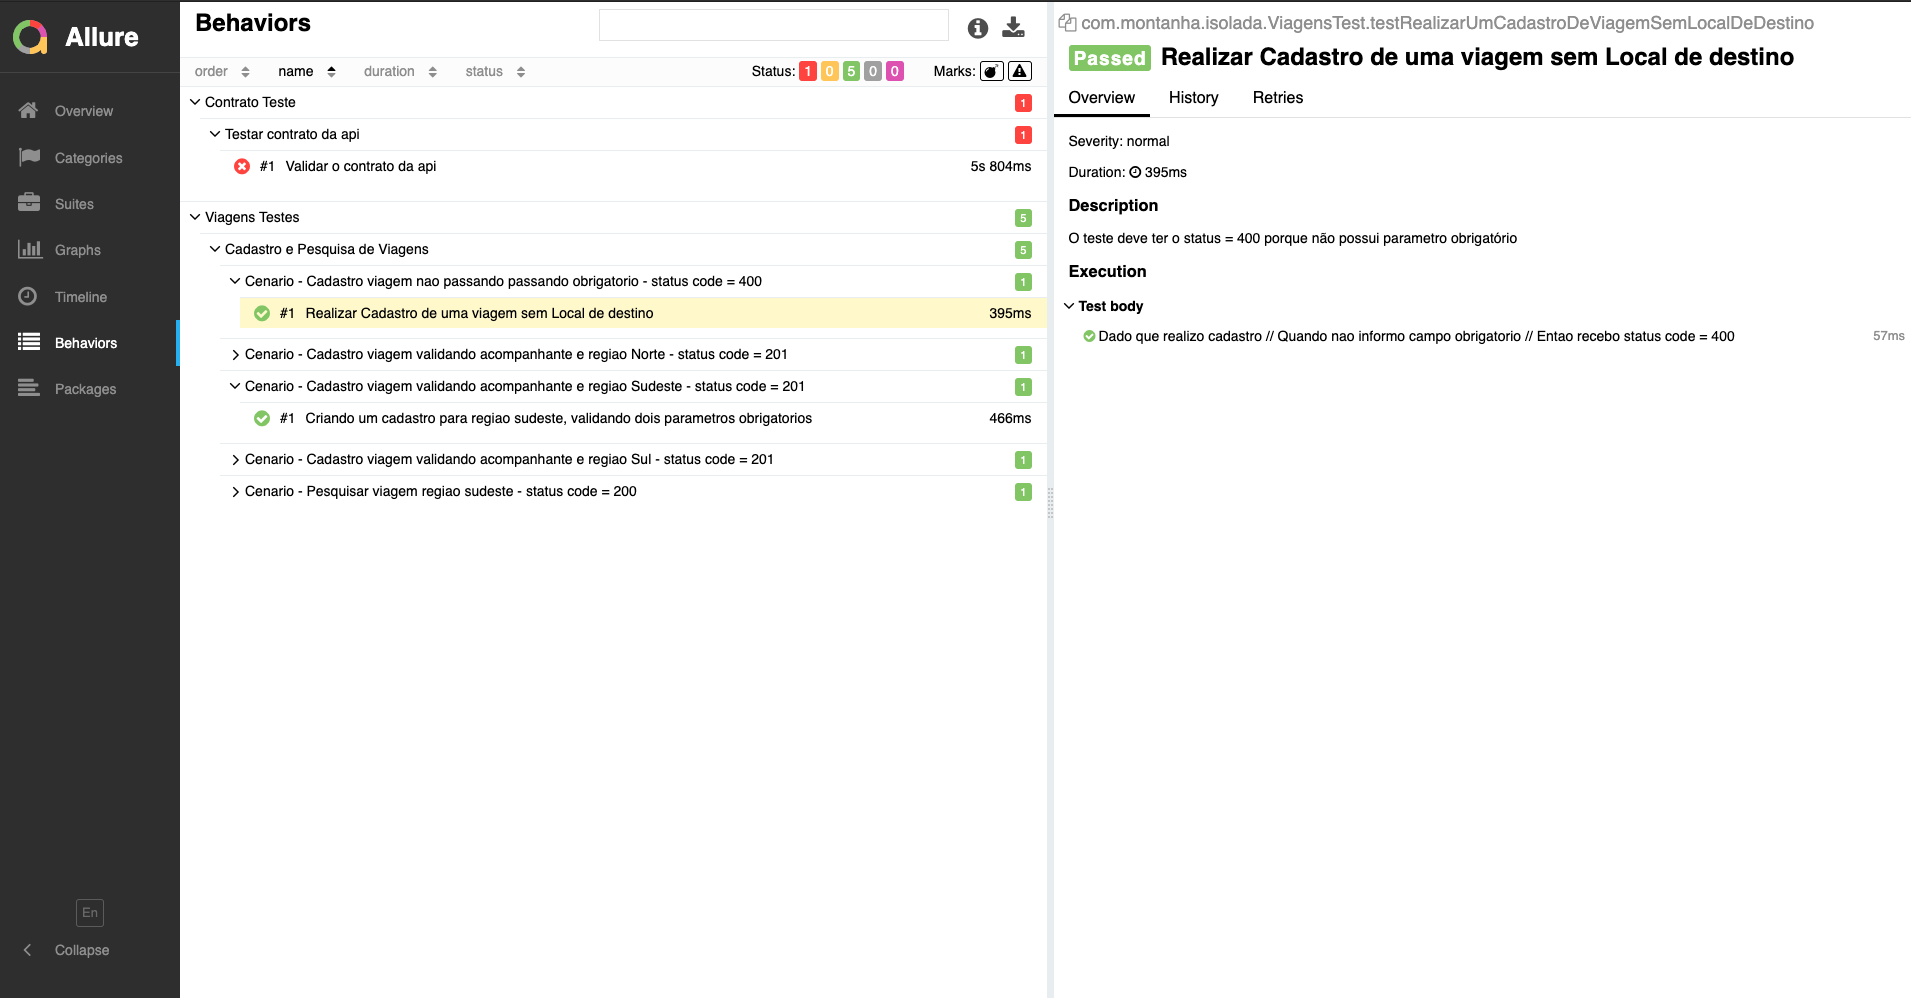 Allure
Overview
Categories
Suites
Graphs
Timeline
Behaviors
Packages
En
Collapse
Behaviors
order name duration status Status: 1 0 5 0 0 Marks:
Contrato Teste 1
Testar contrato da api 1
#1 Validar o contrato da api 5s 804ms
Viagens Testes 5
Cadastro e Pesquisa de Viagens 5
Cenario - Cadastro viagem nao passando passando obrigatorio - status code = 400 1
#1 Realizar Cadastro de uma viagem sem Local de destino 395ms
Cenario - Cadastro viagem validando acompanhante e regiao Norte - status code = 201 1
Cenario - Cadastro viagem validando acompanhante e regiao Sudeste - status code = 201 1
#1 Criando um cadastro para regiao sudeste, validando dois parametros obrigatorios 466ms
Cenario - Cadastro viagem validando acompanhante e regiao Sul - status code = 201 1
Cenario - Pesquisar viagem regiao sudeste - status code = 200 1
com.montanha.isolada.ViagensTest.testRealizarUmCadastroDeViagemSemLocalDeDestino
Passed Realizar Cadastro de uma viagem sem Local de destino
Overview History Retries
Severity: normal
Duration: 395ms
Description
O teste deve ter o status = 400 porque não possui parametro obrigatório
Execution
Test body
Dado que realizo cadastro // Quando nao informo campo obrigatorio // Entao recebo status code = 400 57ms